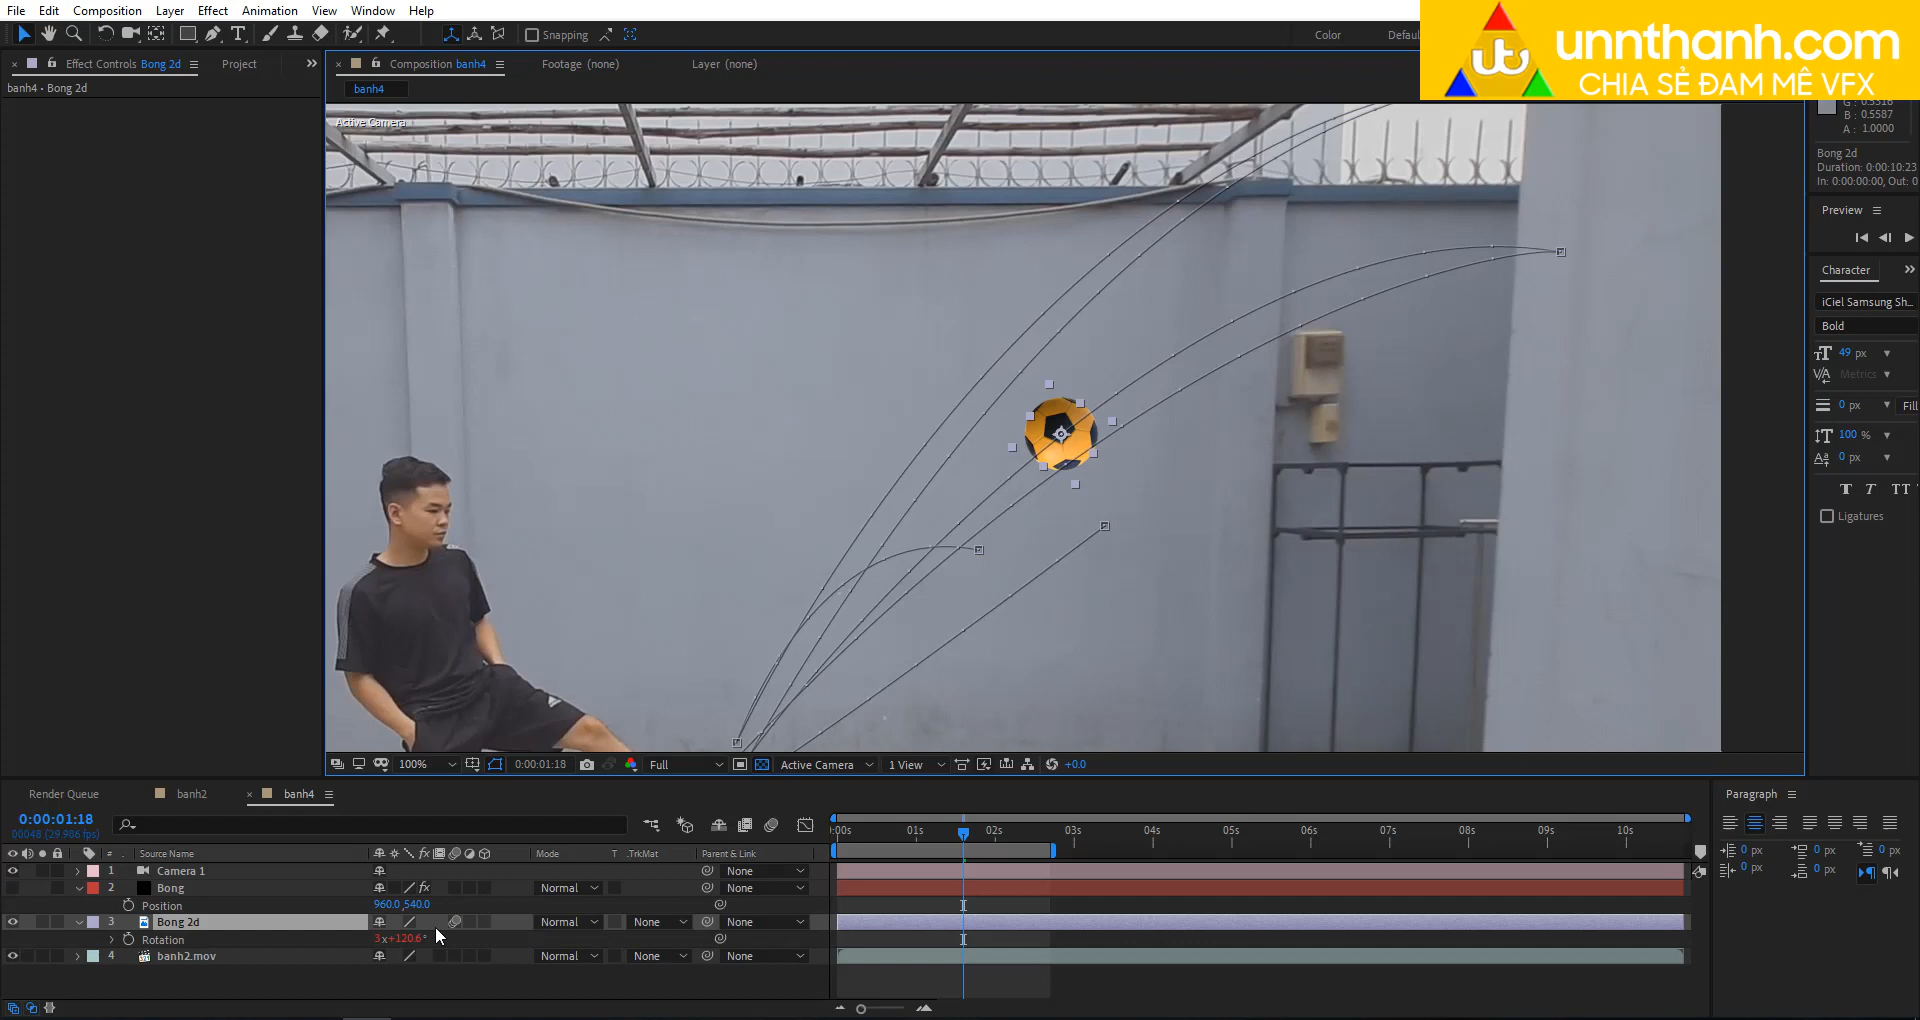 File Edit Composition Layer Effect Animation View Window Help
Snapping
Color
Defaul
unnthanh.com
CHIA SẺ ĐAM MÊ VFX
× Effect Controls Bong 2d
Project
× Composition banh4
Footage (none)
Layer (none)
banh4 • Bong 2d
banh4
Active Camera
B : 0.5587
A : 1.0000
Bong 2d
Duration: 0:00:10:23
In: 0:00:00:00, Out: 0
Preview
Character
iCiel Samsung Sh...
Bold
49 px
Metrics
0 px
Fill
100 %
0 px
T T TT
Ligatures
100%
0:00:01:18
Full
Active Camera
1 View
+0.0
Render Queue
banh2
× banh4
Paragraph
0:00:01:18
00048 (29.986 fps)
:00s 01s 02s 03s 04s 05s 06s 07s 08s 09s 10s
# . Source Name
fx
Mode
T .TrkMat
Parent & Link
1 Camera 1
None
2 Bong
fx
Normal
None
Position
960.0,540.0
3 Bong 2d
Normal
None
None
Rotation
3x+120.6°
4 banh2.mov
Normal
None
None
0 px 0 px 0 px
0 px 0 px